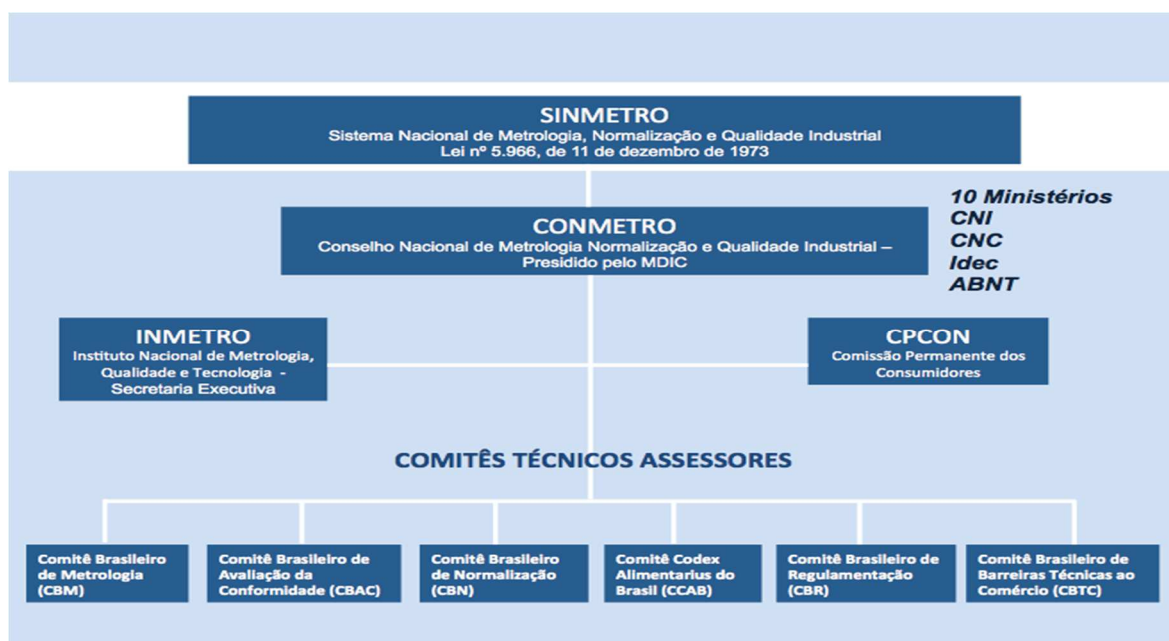 SINMETRO
Sistema Nacional de Metrologia, Normalização e Qualidade Industrial
Lei nº 5.966, de 11 de dezembro de 1973
10 Ministérios
CNI
CNC
Idec
ABNT
CONMETRO
Conselho Nacional de Metrologia Normalização e Qualidade Industrial –
Presidido pelo MDIC
INMETRO
Instituto Nacional de Metrologia,
Qualidade e Tecnologia -
Secretaria Executiva
CPCON
Comissão Permanente dos
Consumidores
COMITÊS TÉCNICOS ASSESSORES
Comitê Brasileiro
de Metrologia
(CBM)
Comitê Brasileiro de
Avaliação da
Conformidade (CBAC)
Comitê Brasileiro
de Normalização
(CBN)
Comitê Codex
Alimentarius do
Brasil (CCAB)
Comitê Brasileiro de
Regulamentação
(CBR)
Comitê Brasileiro de
Barreiras Técnicas ao
Comércio (CBTC)